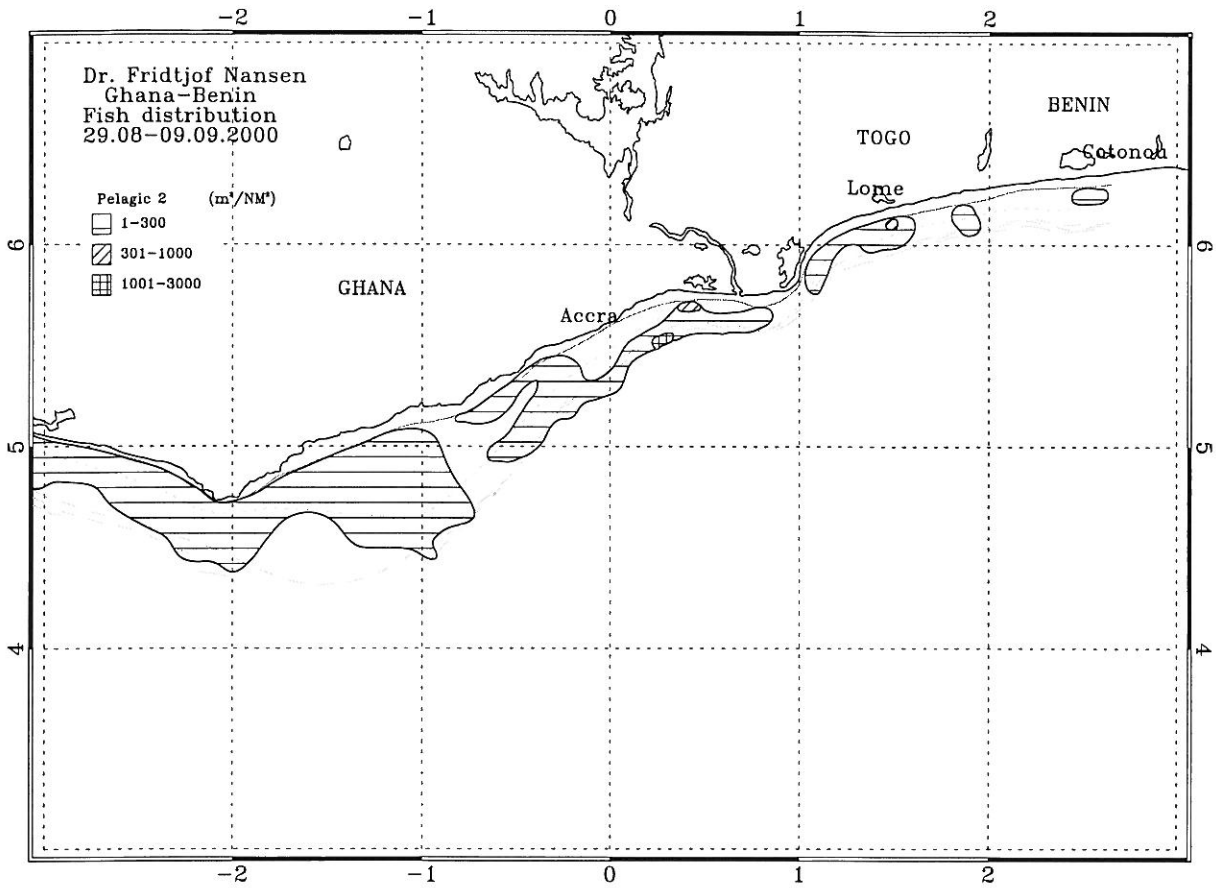 -2 -1 0 1 2
Dr. Fridtjof Nansen
Ghana-Benin
Fish distribution
29.08-09.09.2000
BENIN
TOGO
Cotonou
Lome
Pelagic 2 (m²/NM²)
1-300
301-1000
1001-3000
6 6
GHANA
Accra
5 5
4 4
-2 -1 0 1 2